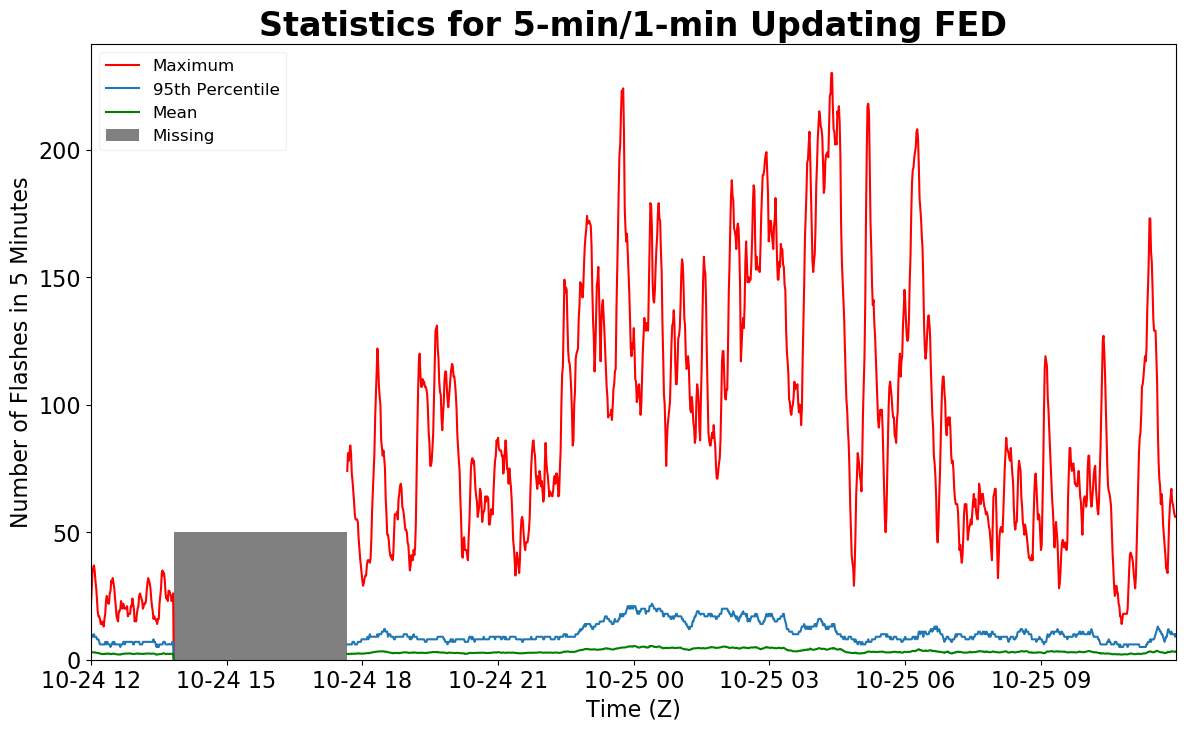 Statistics for 5-min/1-min Updating FED
Maximum
95th Percentile
Mean
Missing
Number of Flashes in 5 Minutes
200
150
100
50
0
10-24 12
10-24 15
10-24 18
10-24 21
10-25 00
10-25 03
10-25 06
10-25 09
Time (Z)